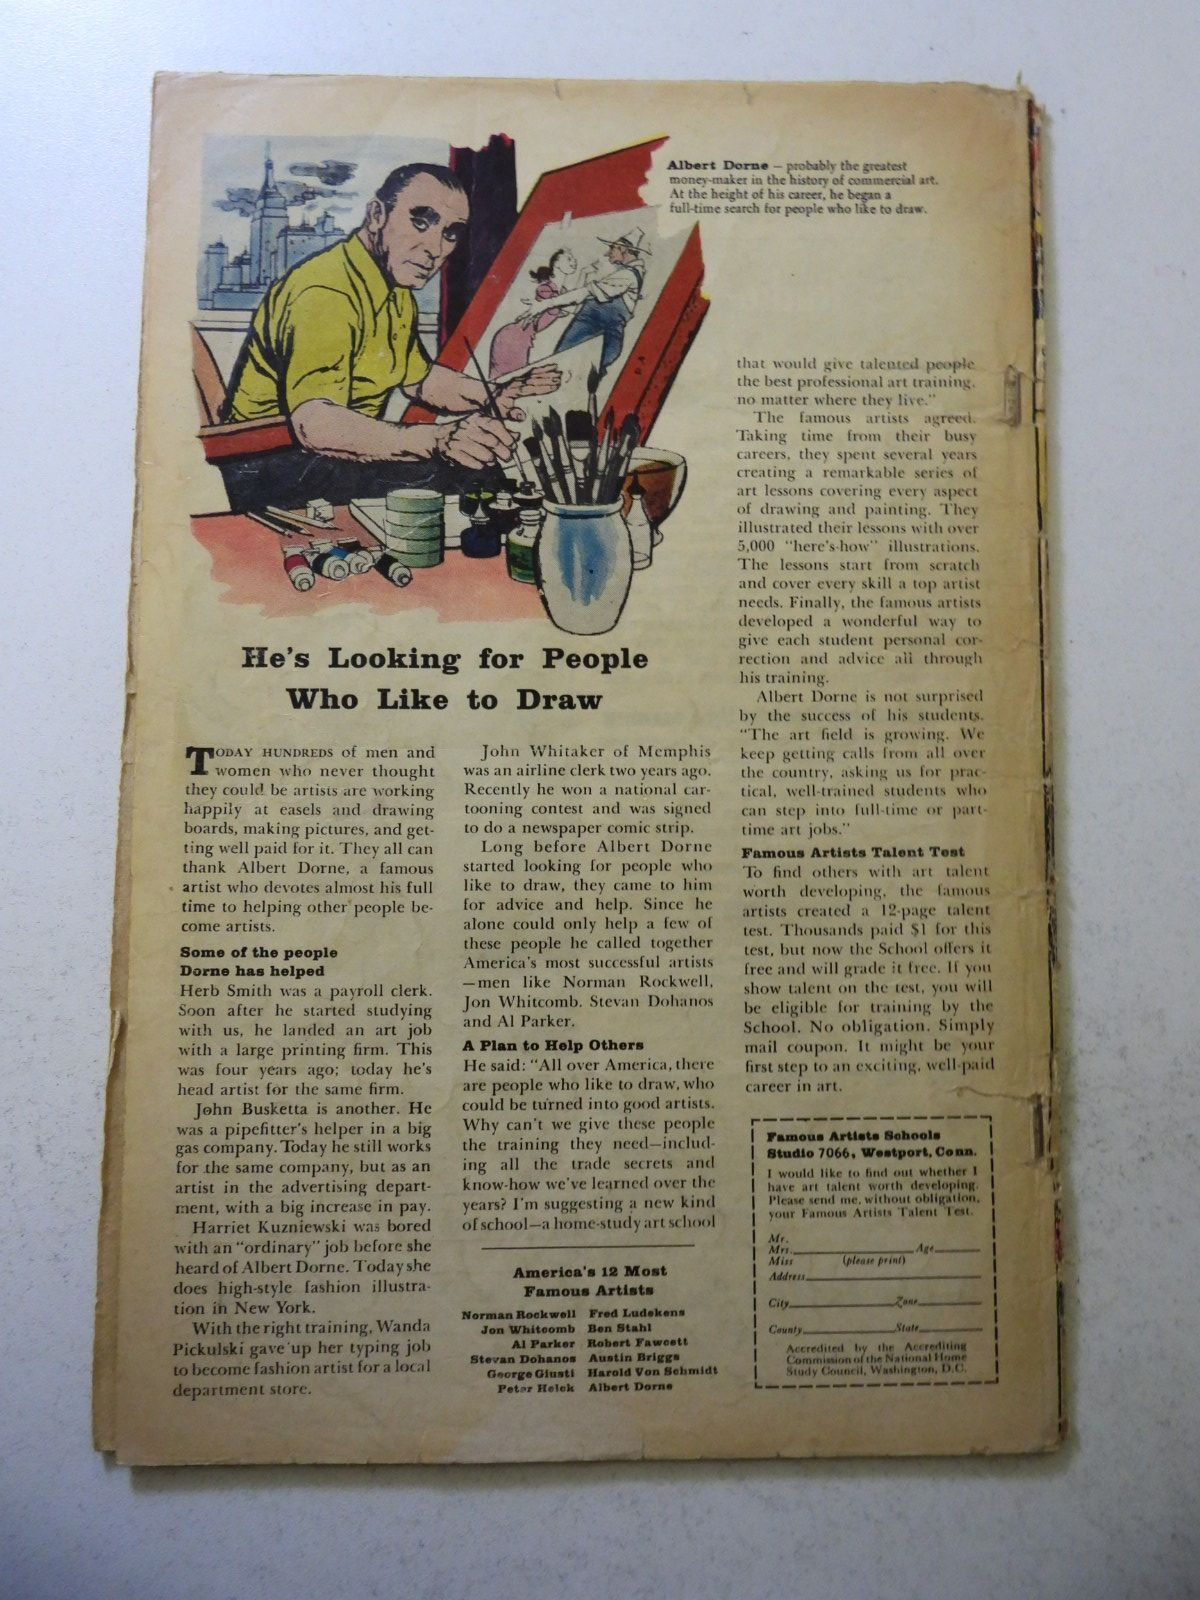 Albert Dorne — probably the greatest
money-maker in the history of commercial art.
At the height of his career, he began a
full-time search for people who like to draw.
He's Looking for People
Who Like to Draw
TODAY HUNDREDS of men and
women who never thought
they could be artists are working
happily at easels and drawing
boards, making pictures, and get-
ting well paid for it. They all can
thank Albert Dorne, a famous
artist who devotes almost his full
time to helping other people be-
come artists.
Some of the people
Dorne has helped
Herb Smith was a payroll clerk.
Soon after he started studying
with us, he landed an art job
with a large printing firm. This
was four years ago; today he's
head artist for the same firm.
John Busketta is another. He
was a pipefitter's helper in a big
gas company. Today he still works
for the same company, but as an
artist in the advertising depart-
ment, with a big increase in pay.
Harriet Kuzniewski was bored
with an "ordinary" job before she
heard of Albert Dorne. Today she
does high-style fashion illustra-
tion in New York.
With the right training, Wanda
Pickulski gave up her typing job
to become fashion artist for a local
department store.
John Whitaker of Memphis
was an airline clerk two years ago.
Recently he won a national car-
tooning contest and was signed
to do a newspaper comic strip.
Long before Albert Dorne
started looking for people who
like to draw, they came to him
for advice and help. Since he
alone could only help a few of
these people he called together
America's most successful artists
—men like Norman Rockwell,
Jon Whitcomb, Stevan Dohanos
and Al Parker.
A Plan to Help Others
He said: "All over America, there
are people who like to draw, who
could be turned into good artists.
Why can't we give these people
the training they need—includ-
ing all the trade secrets and
know-how we've learned over the
years? I'm suggesting a new kind
of school—a home-study art school
America's 12 Most
Famous Artists
Norman Rockwell Fred Ludekens
Jon Whitcomb Ben Stahl
Al Parker Robert Fawcett
Stevan Dohanos Austin Briggs
George Giusti Harold Von Schmidt
Peter Helck Albert Dorne
that would give talented people
the best professional art training,
no matter where they live."
The famous artists agreed.
Taking time from their busy
careers, they spent several years
creating a remarkable series of
art lessons covering every aspect
of drawing and painting. They
illustrated their lessons with over
5,000 "here's-how" illustrations.
The lessons start from scratch
and cover every skill a top artist
needs. Finally, the famous artists
developed a wonderful way to
give each student personal cor-
rection and advice all through
his training.
Albert Dorne is not surprised
by the success of his students.
"The art field is growing. We
keep getting calls from all over
the country, asking us for prac-
tical, well-trained students who
can step into full-time or part-
time art jobs."
Famous Artists Talent Test
To find others with art talent
worth developing, the famous
artists created a 12-page talent
test. Thousands paid $1 for this
test, but now the School offers it
free and will grade it free. If you
show talent on the test, you will
be eligible for training by the
School. No obligation. Simply
mail coupon. It might be your
first step to an exciting, well-paid
career in art.
Famous Artists Schools
Studio 7066, Westport, Conn.
I would like to find out whether I
have art talent worth developing.
Please send me, without obligation,
your Famous Artists Talent Test.
Mr.
Mrs. Age
Miss (please print)
Address
City Zone
County State
Accredited by the Accrediting
Commission of the National Home
Study Council, Washington, D.C.